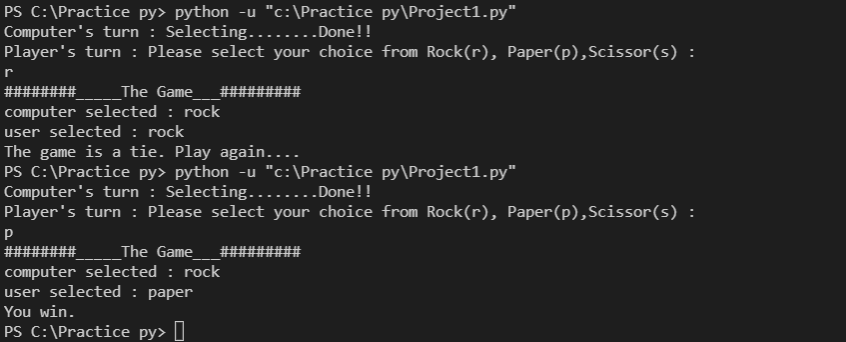 PS C:\Practice py> python -u "c:\Practice py\Project1.py"
Computer's turn : Selecting........Done!!
Player's turn : Please select your choice from Rock(r), Paper(p),Scissor(s) :
r
########_____The Game___#########
computer selected : rock
user selected : rock
The game is a tie. Play again....
PS C:\Practice py> python -u "c:\Practice py\Project1.py"
Computer's turn : Selecting........Done!!
Player's turn : Please select your choice from Rock(r), Paper(p),Scissor(s) :
p
########_____The Game___#########
computer selected : rock
user selected : paper
You win.
PS C:\Practice py>